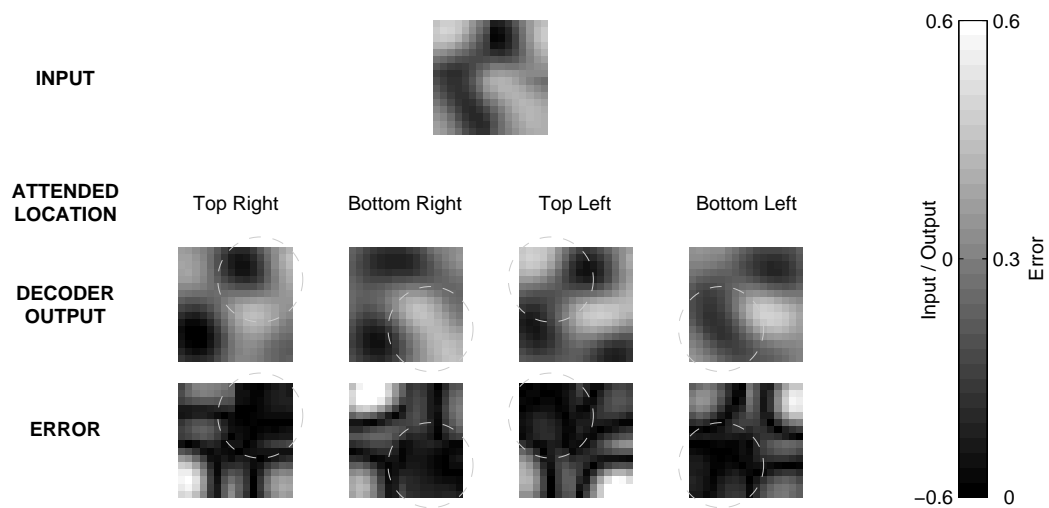 INPUT
ATTENDED
LOCATION
Top Right
Bottom Right
Top Left
Bottom Left
DECODER
OUTPUT
ERROR
0.6
0.6
Input / Output
0
0.3
Error
−0.6
0